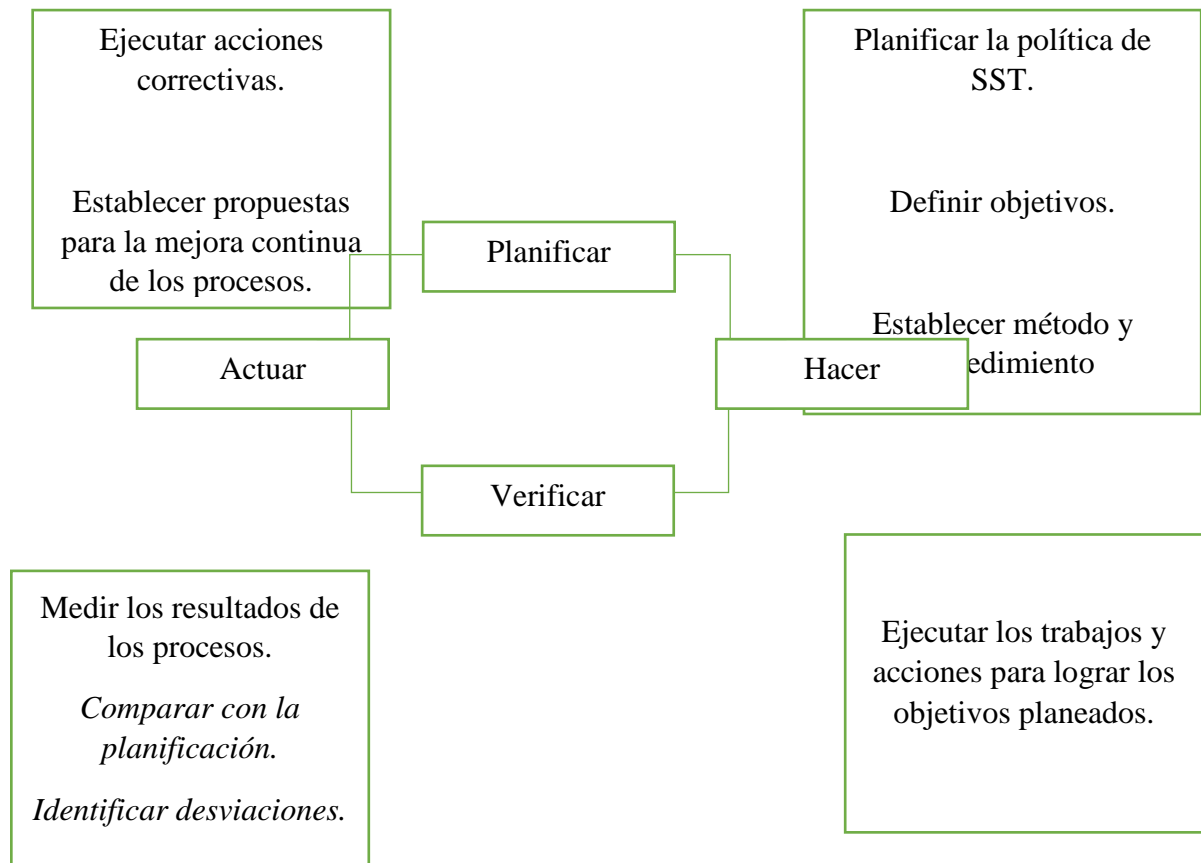 Ejecutar acciones
correctivas.
Establecer propuestas
para la mejora continua
de los procesos.
Planificar la política de
SST.
Definir objetivos.
Establecer método y
edimiento
Planificar
Actuar
Hacer
Verificar
Medir los resultados de
los procesos.
Comparar con la
planificación.
Identificar desviaciones.
Ejecutar los trabajos y
acciones para lograr los
objetivos planeados.